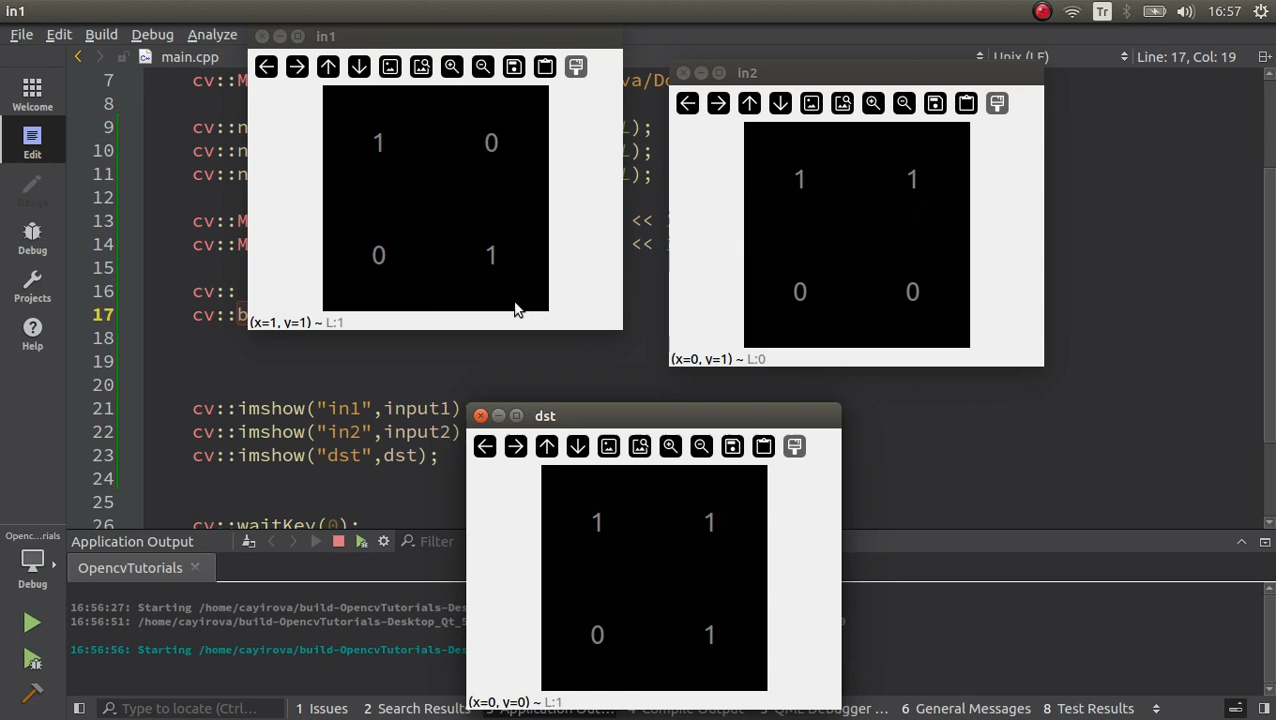 in1
Tr
16:57
File Edit Build Debug Analyze
main.cpp
Unix (LF)
Line: 17, Col: 19
Welcome
Edit
Design
Debug
Projects
Help
7 cv::M
8
9 cv::n
10 cv::n
11 cv::n
12
13 cv::M <<
14 cv::M <<
15
16 cv::
17 cv::b
18
19
20
21 cv::imshow("in1",input1)
22 cv::imshow("in2",input2)
23 cv::imshow("dst",dst);
24
25
26 cv::waitKey(0);
in1
1 0
0 1
(x=1, y=1) ~ L:1
in2
1 1
0 0
(x=0, y=1) ~ L:0
dst
1 1
0 1
(x=0, y=0) ~ L:1
Openc...rials
Debug
Application Output
Filter
OpencvTutorials
16:56:27: Starting /home/cayirova/build-OpencvTutorials-Des
16:56:51: /home/cayirova/build-OpencvTutorials-Desktop_Qt_5
16:56:56: Starting /home/cayirova/build-OpencvTutorials-Des
Type to locate (Ctrl...
1 Issues
2 Search Results
6 General Messages
8 Test Results